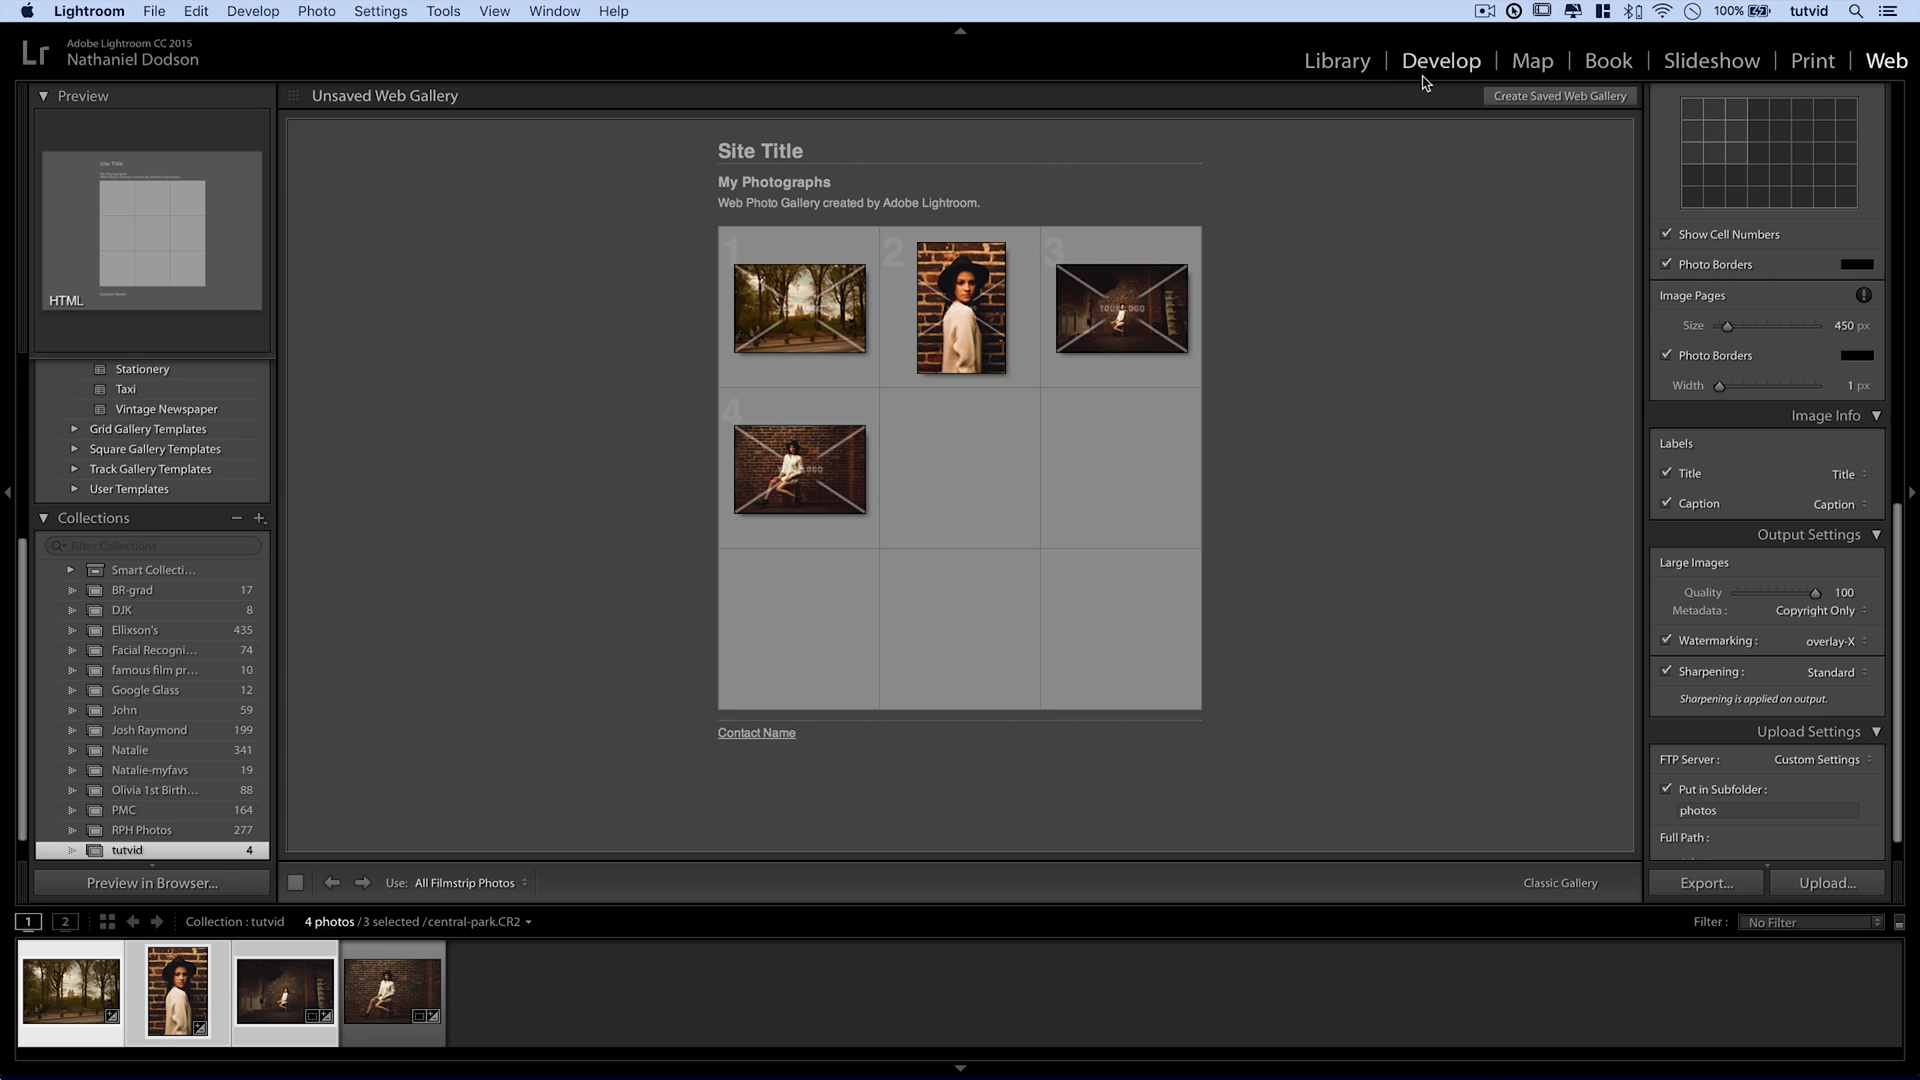 Lightroom File Edit Develop Photo Settings Tools View Window Help 100% tutvid
Lr Adobe Lightroom CC 2015
Nathaniel Dodson
Library | Develop | Map | Book | Slideshow | Print | Web
Preview
HTML
Stationery
Taxi
Vintage Newspaper
Grid Gallery Templates
Square Gallery Templates
Track Gallery Templates
User Templates
Collections
Filter Collections
Smart Collecti...
BR-grad 17
DJK 8
Ellixson's 435
Facial Recogni... 74
famous film pr... 10
Google Glass 12
John 59
Josh Raymond 199
Natalie 341
Natalie-myfavs 19
Olivia 1st Birth... 88
PMC 164
RPH Photos 277
tutvid 4
Preview in Browser...
Unsaved Web Gallery
Create Saved Web Gallery
Site Title
My Photographs
Web Photo Gallery created by Adobe Lightroom.
1 2 3
YOUR LOGO
4
Contact Name
Use: All Filmstrip Photos
Classic Gallery
Show Cell Numbers
Photo Borders
Image Pages
Size 450 px
Photo Borders
Width 1 px
Image Info
Labels
Title Title
Caption Caption
Output Settings
Large Images
Quality 100
Metadata : Copyright Only
Watermarking : overlay-X
Sharpening : Standard
Sharpening is applied on output.
Upload Settings
FTP Server : Custom Settings
Put in Subfolder :
photos
Full Path :
Export... Upload...
1 2 Collection : tutvid 4 photos / 3 selected / central-park.CR2
Filter : No Filter